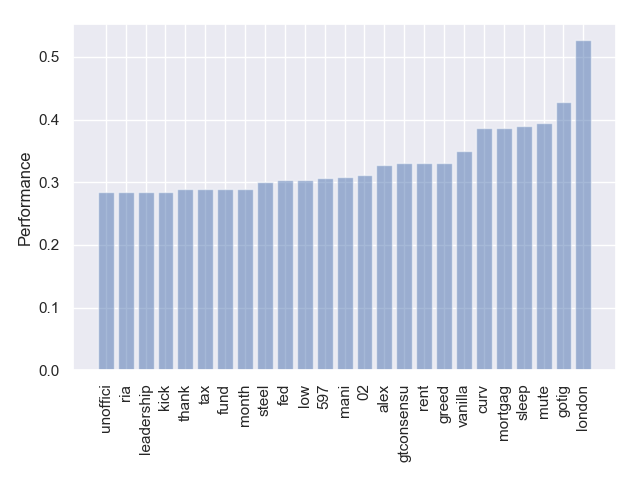 0.5
0.4
0.3
0.2
0.1
0.0
Performance
unoffici
ria
leadership
kick
thank
tax
fund
month
steel
fed
low
597
mani
02
alex
gtconsensu
rent
greed
vanilla
curv
mortgag
sleep
mute
gotig
london